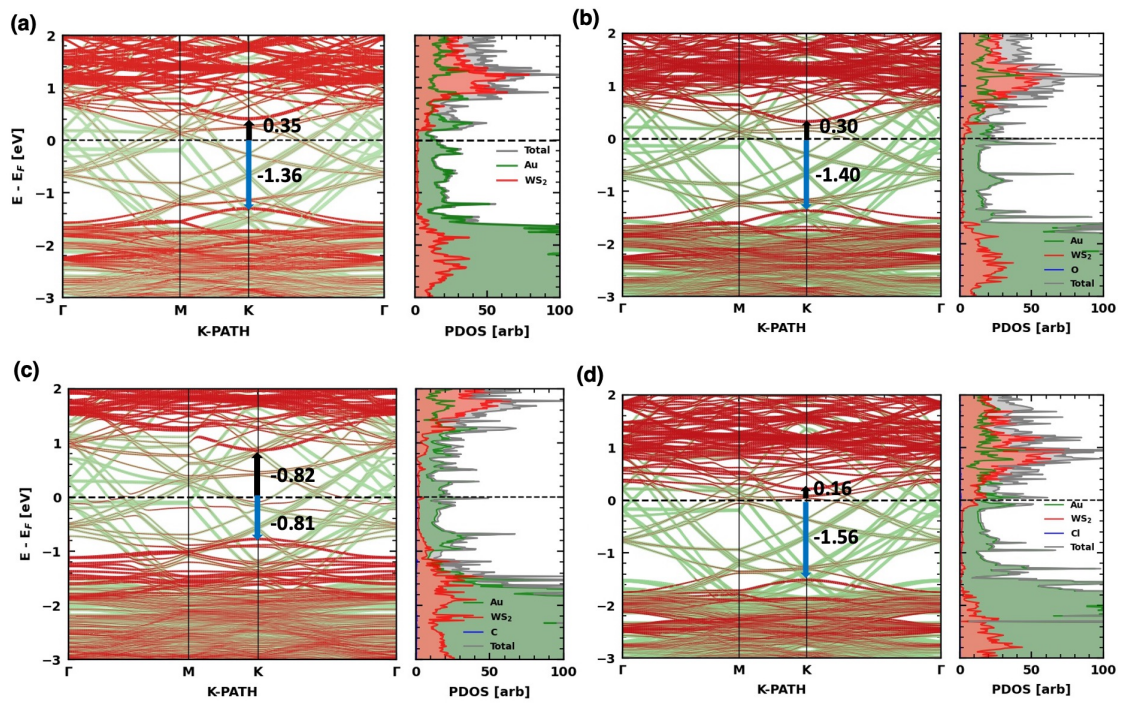 (a)
2
1
0
−1
−2
−3
E - E_F [eV]
Γ
M
K
Γ
K-PATH
0.35
-1.36
Total
Au
WS₂
0
50
100
PDOS [arb]
(b)
2
1
0
−1
−2
−3
Γ
M
K
Γ
K-PATH
0.30
-1.40
Au
WS₂
O
Total
0
50
100
PDOS [arb]
(c)
2
1
0
−1
−2
−3
E - E_F [eV]
Γ
M
K
Γ
K-PATH
-0.82
-0.81
Au
WS₂
C
Total
0
50
100
PDOS [arb]
(d)
2
1
0
−1
−2
−3
Γ
M
K
Γ
K-PATH
0.16
-1.56
Au
WS₂
Cl
Total
0
50
100
PDOS [arb]